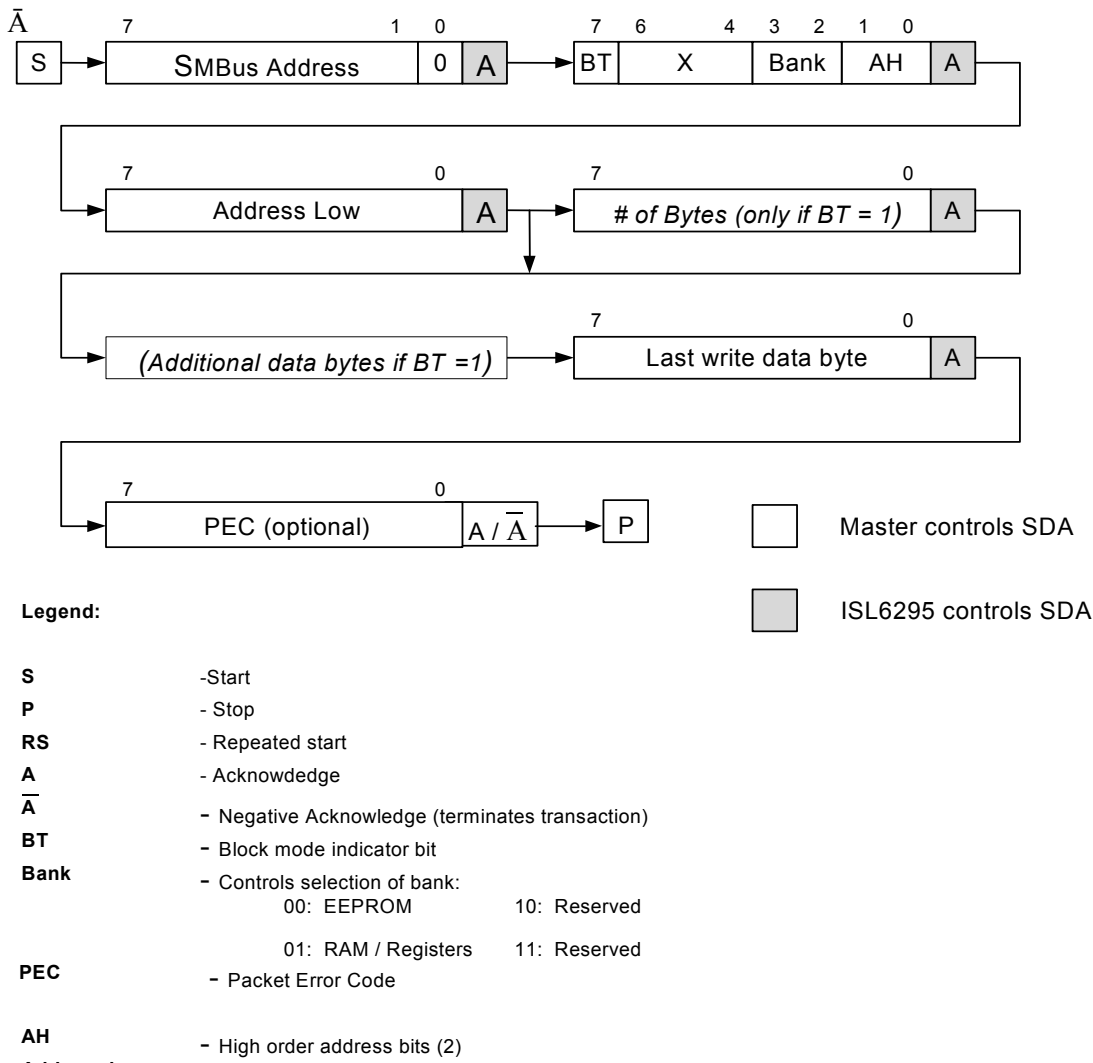 Ā
7 1 0 7 6 4 3 2 1 0
S SMBus Address 0 A BT X Bank AH A
7 0 7 0
Address Low A # of Bytes (only if BT = 1) A
7 0
(Additional data bytes if BT =1) Last write data byte A
7 0
PEC (optional) A / Ā P Master controls SDA
Legend: ISL6295 controls SDA
S -Start
P - Stop
RS - Repeated start
A - Acknowdedge
Ā - Negative Acknowledge (terminates transaction)
BT - Block mode indicator bit
Bank - Controls selection of bank:
00: EEPROM 10: Reserved
01: RAM / Registers 11: Reserved
PEC - Packet Error Code
AH - High order address bits (2)